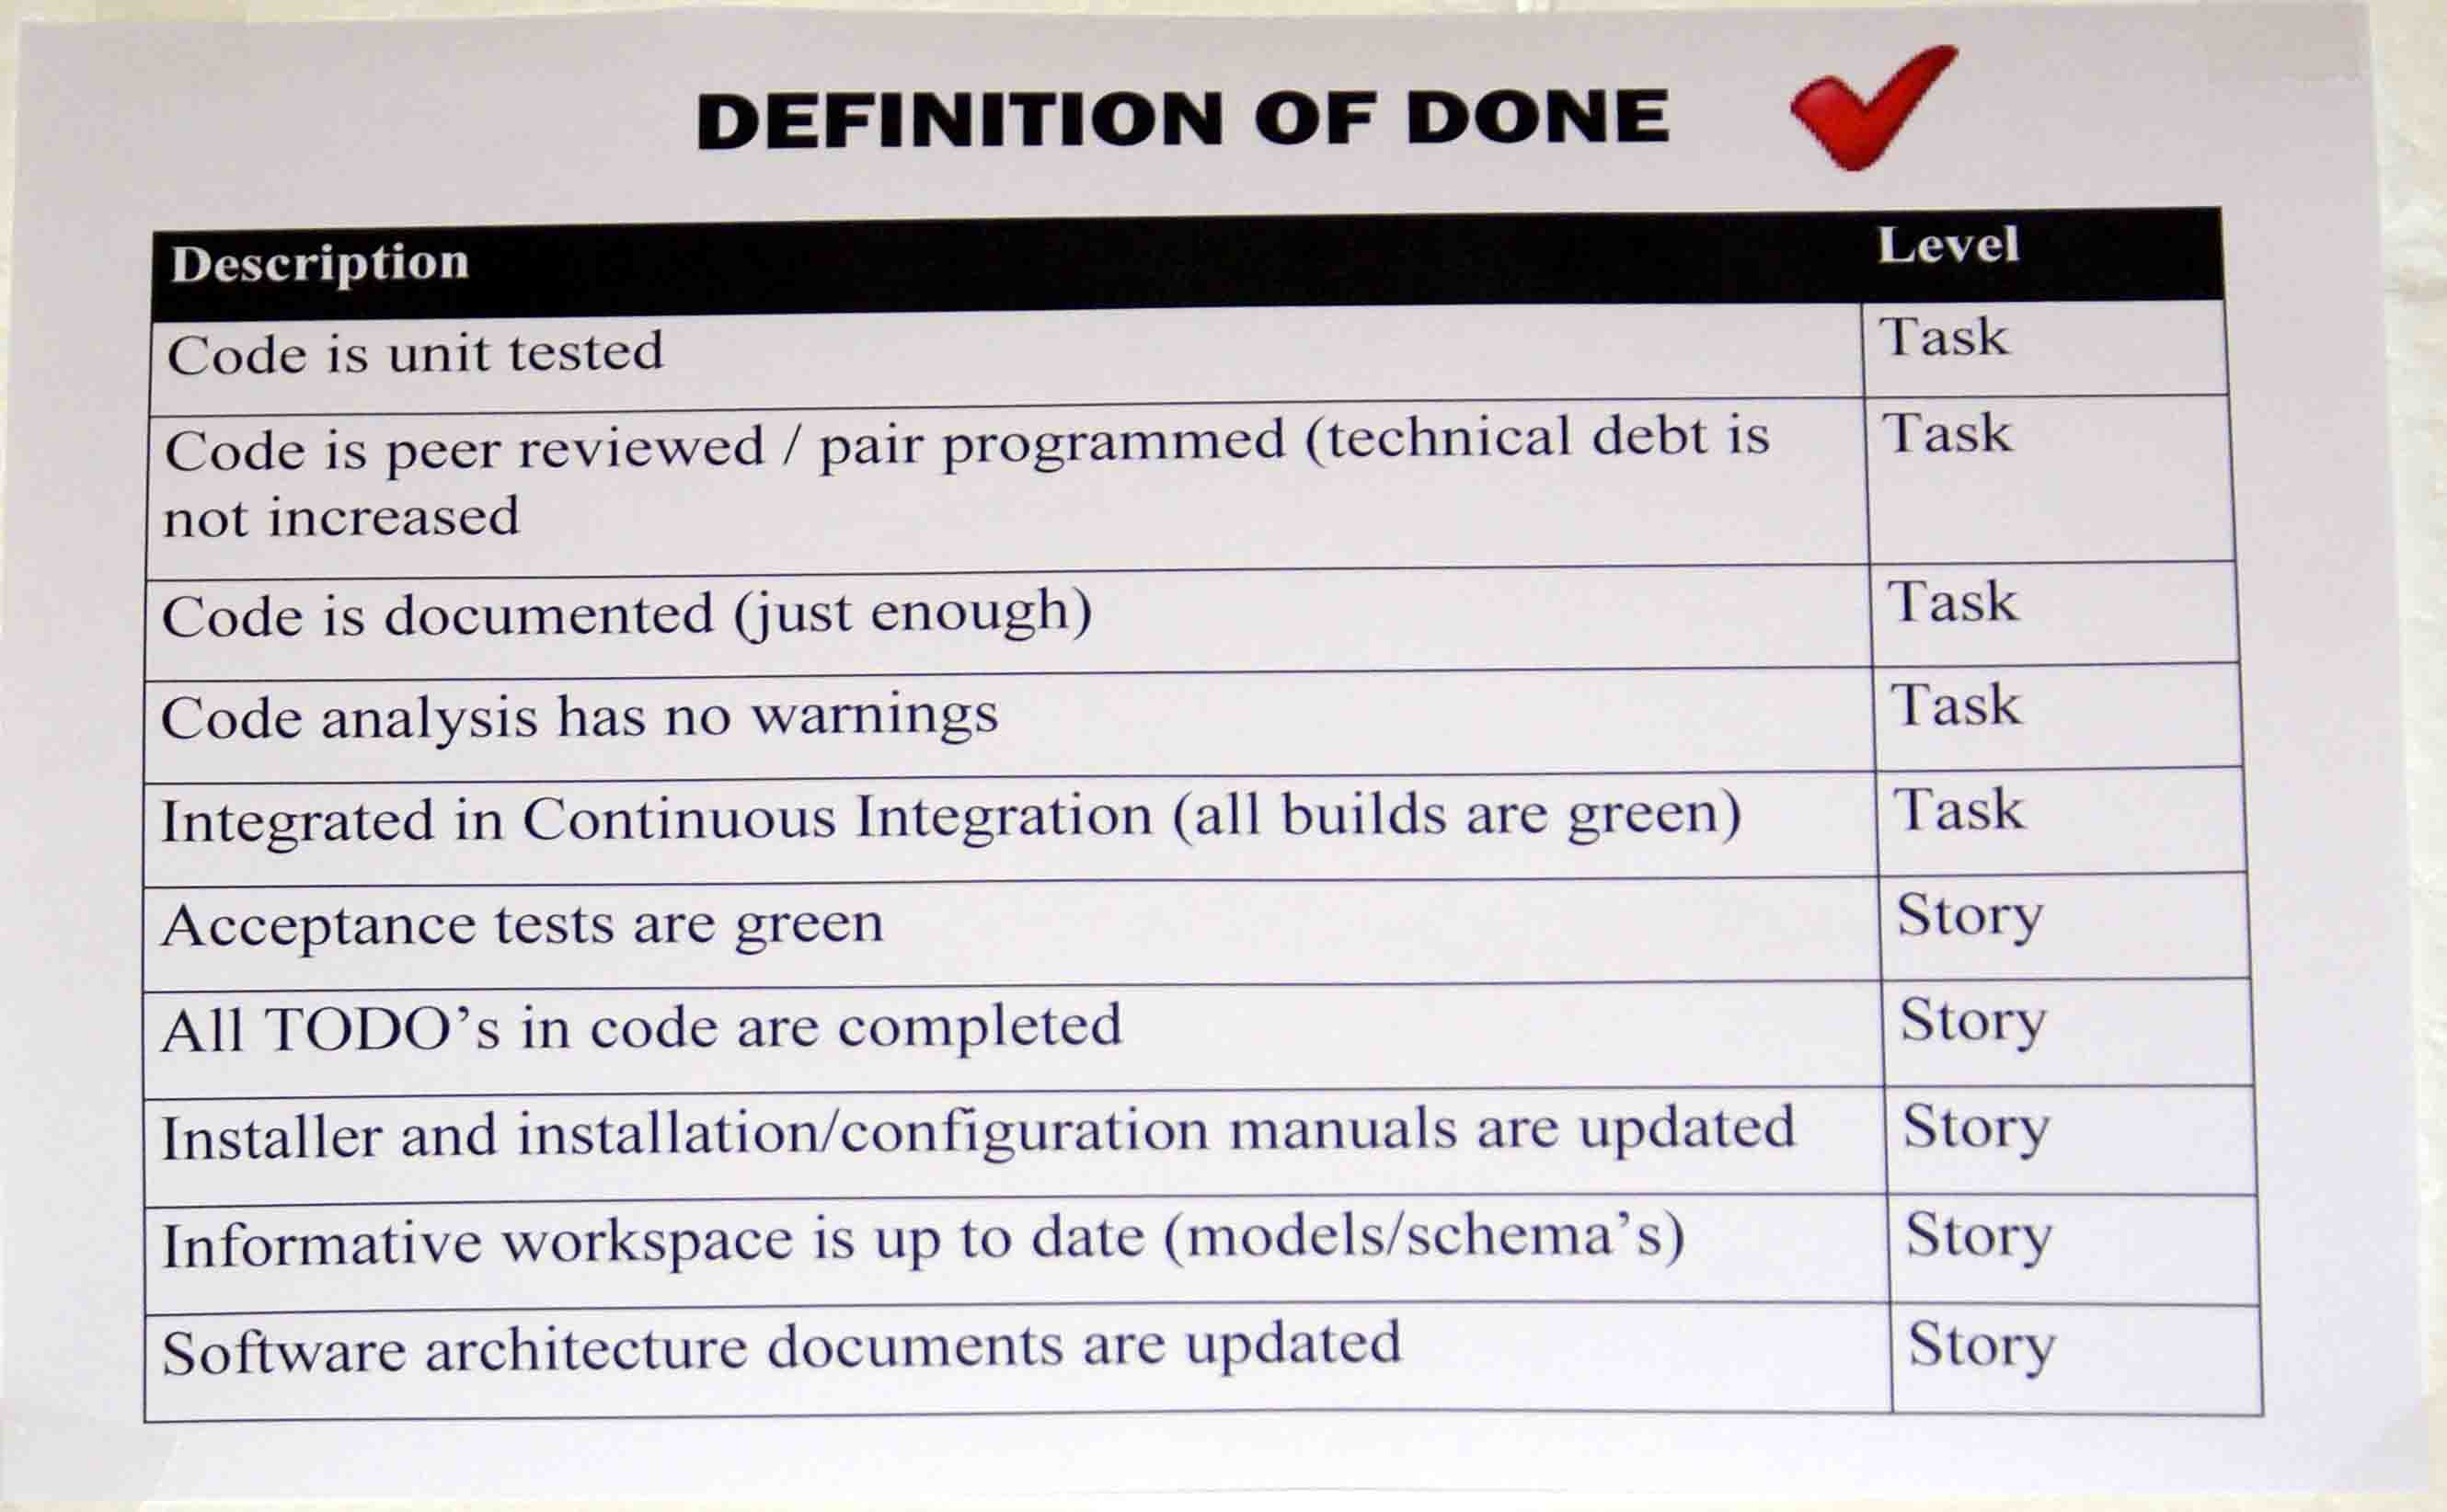 DEFINITION OF DONE
Description Level
Code is unit tested Task
Code is peer reviewed / pair programmed (technical debt is Task
not increased
Code is documented (just enough) Task
Code analysis has no warnings Task
Integrated in Continuous Integration (all builds are green) Task
Acceptance tests are green Story
All TODO’s in code are completed Story
Installer and installation/configuration manuals are updated Story
Informative workspace is up to date (models/schema’s) Story
Software architecture documents are updated Story